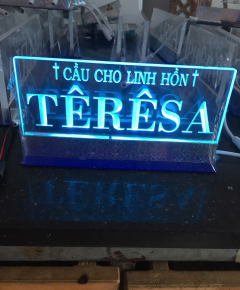 † CẦU CHO LINH HỒN †
TÊRÊSA